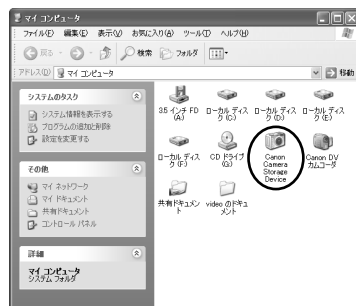 マイ コンピュータ
ファイル(F) 編集(E) 表示(V) お気に入り(A) ツール(T) ヘルプ(H)
戻る 検索 フォルダ
アドレス(D) マイ コンピュータ 移動
システムのタスク
システム情報を表示する
プログラムの追加と削除
設定を変更する
その他
マイ ネットワーク
マイ ドキュメント
共有ドキュメント
コントロール パネル
詳細
マイ コンピュータ
システム フォルダ
3.5 インチ FD
(A)
ローカル ディス
ク (C)
ローカル ディス
ク (D)
ローカル ディス
ク (E)
ローカル ディス
ク (F)
CD ドライブ
(G)
Canon
Camera
Storage
Device
Canon DV
カムコーダ
共有ドキュメン
ト
video のドキュ
メント